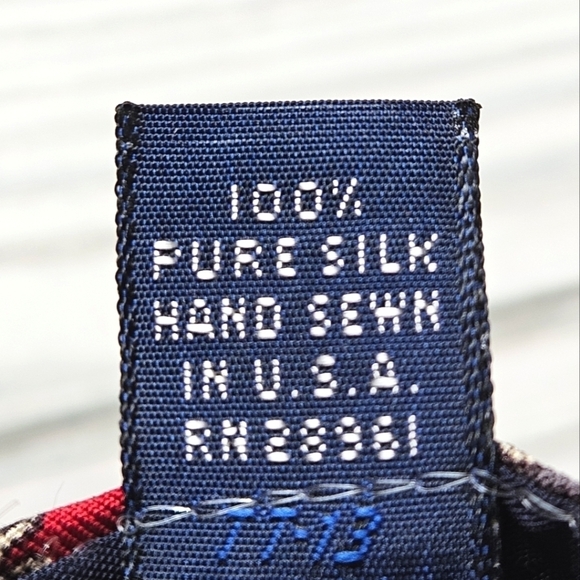 100%
PURE SILK
HAND SEWN
IN U.S.A.
RN 28961
TT-13